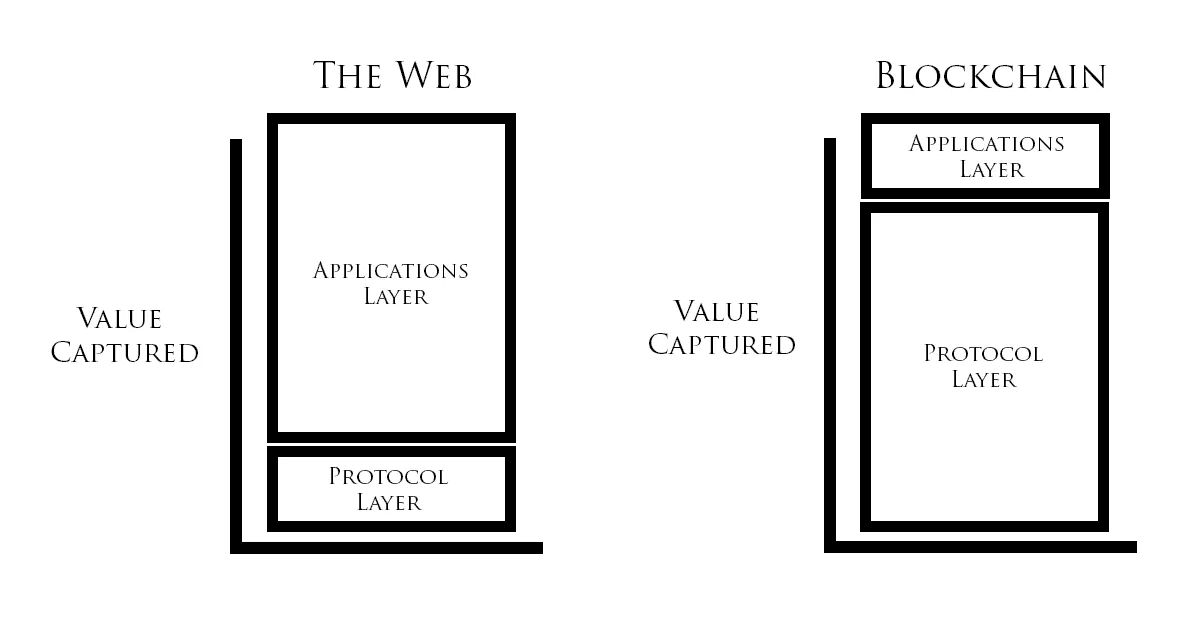 The Web
Value
Captured
Applications
Layer
Protocol
Layer
Blockchain
Value
Captured
Applications
Layer
Protocol
Layer